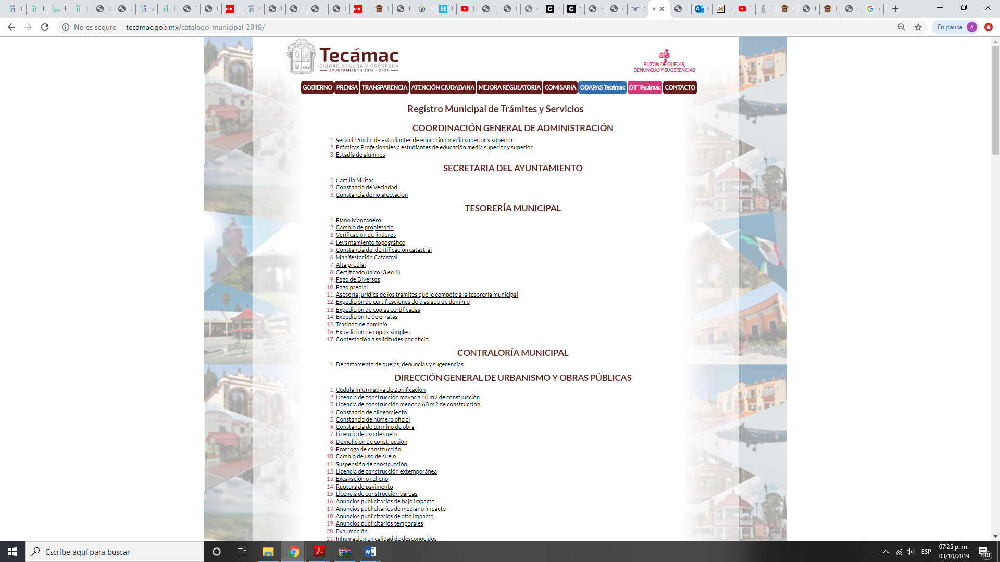 No es seguro
tecamac.gob.mx/catalogo-municipal-2019/
En pausa
A
Tecámac
CIUDAD SEGURA Y PRÓSPERA
AYUNTAMIENTO 2019 - 2021
BUZÓN DE QUEJAS,
DENUNCIAS Y SUGERENCIAS
GOBIERNO PRENSA TRANSPARENCIA ATENCIÓN CIUDADANA MEJORA REGULATORIA COMISARIA ODAPAS Tecámac DIF Tecámac CONTACTO
Registro Municipal de Trámites y Servicios
COORDINACIÓN GENERAL DE ADMINISTRACIÓN
1. Servicio Social de estudiantes de educación media superior y superior
2. Prácticas Profesionales a estudiantes de educación media superior y superior
3. Estadía de alumnos
SECRETARIA DEL AYUNTAMIENTO
1. Cartilla Militar
2. Constancia de Vecindad
3. Constancia de no afectación
TESORERÍA MUNICIPAL
1. Plano Manzanero
2. Cambio de propietario
3. Verificación de linderos
4. Levantamiento topográfico
5. Constancia de identificación catastral
6. Manifestación Catastral
7. Alta predial
8. Certificado único (3 en 1)
9. Pago de Diversos
10. Pago predial
11. Asesoría jurídica de los tramites que le compete a la tesorería municipal
12. Expedición de certificaciones de traslado de dominio
13. Expedición de copias certificadas
14. Expedición fe de erratas
15. Traslado de dominio
16. Expedición de copias simples
17. Contestación a solicitudes por oficio
CONTRALORÍA MUNICIPAL
1. Departamento de quejas, denuncias y sugerencias
DIRECCIÓN GENERAL DE URBANISMO Y OBRAS PÚBLICAS
1. Cédula Informativa de Zonificación
2. Licencia de construcción mayor a 60 m2 de construcción
3. Licencia de construcción menor a 60 m2 de construcción
4. Constancia de alineamiento
5. Constancia de número oficial
6. Constancia de término de obra
7. Licencia de uso de suelo
8. Demolición de construcción
9. Prorroga de construcción
10. Cambio de uso de suelo
11. Suspensión de construcción
12. Licencia de construcción extemporánea
13. Excavación o relleno
14. Ruptura de pavimento
15. Licencia de construcción bardas
16. Anuncios publicitarios de bajo impacto
17. Anuncios publicitarios de mediano impacto
18. Anuncios publicitarios de alto impacto
19. Anuncios publicitarios temporales
20. Exhumación
21. Inhumación en calidad de desconocidos
Escribe aquí para buscar
ESP
07:25 p. m.
03/10/2019
30